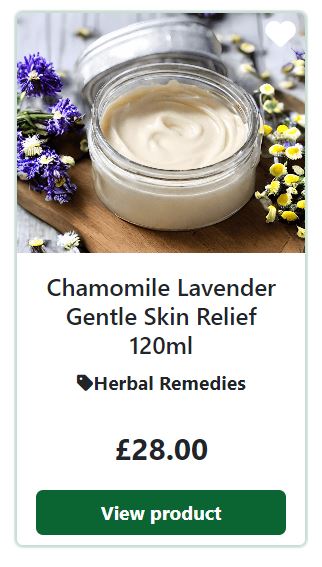 Chamomile Lavender
Gentle Skin Relief
120ml
Herbal Remedies
£28.00
View product